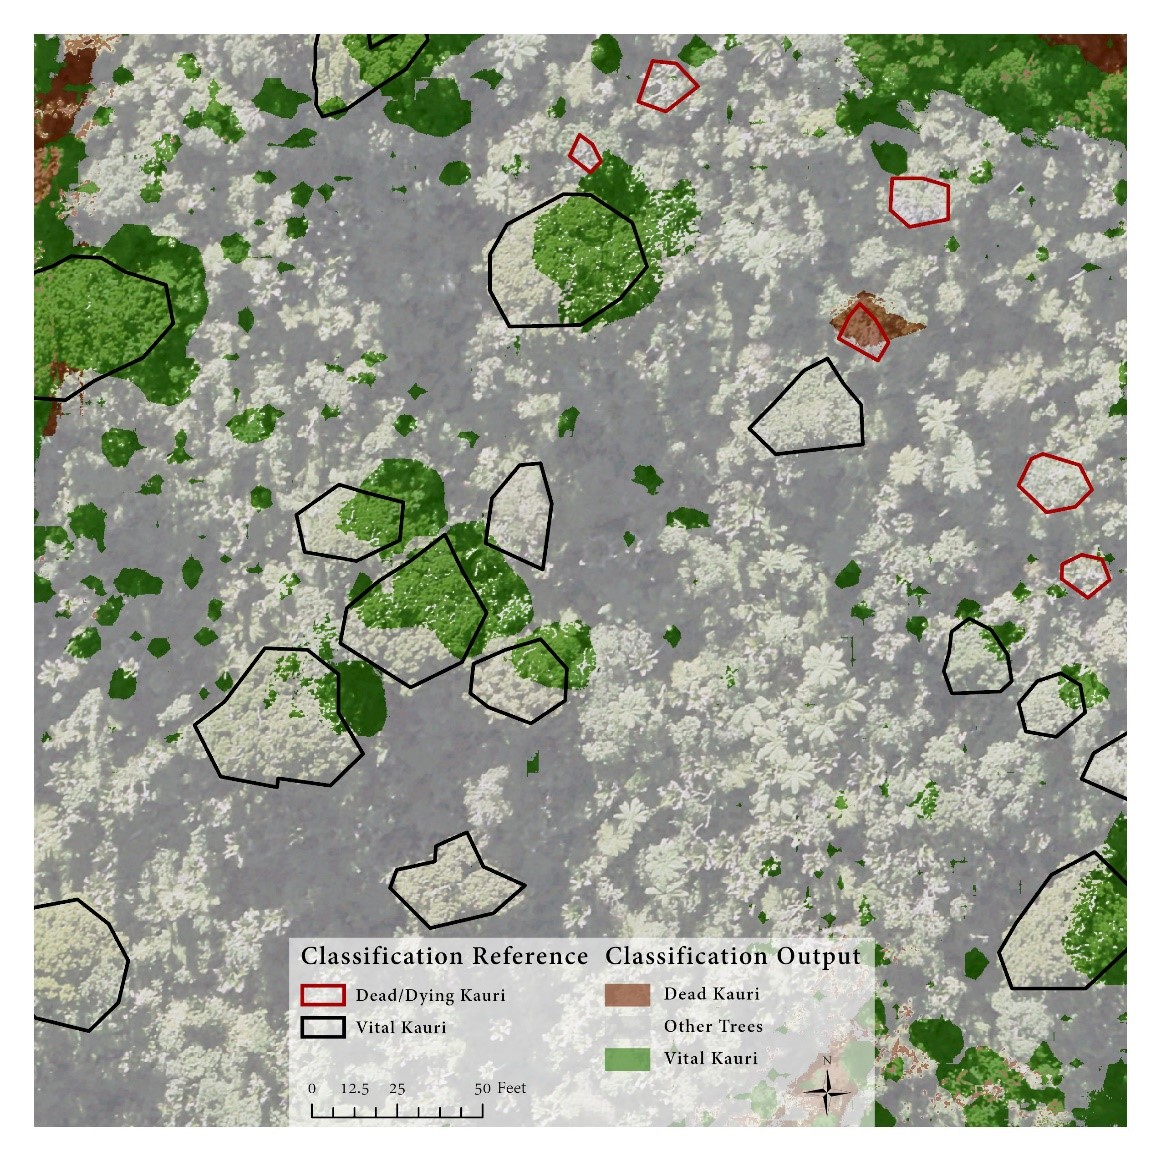 Classification Reference
Dead/Dying Kauri
Vital Kauri
0 12.5 25 50 Feet
Classification Output
Dead Kauri
Other Trees
Vital Kauri
N